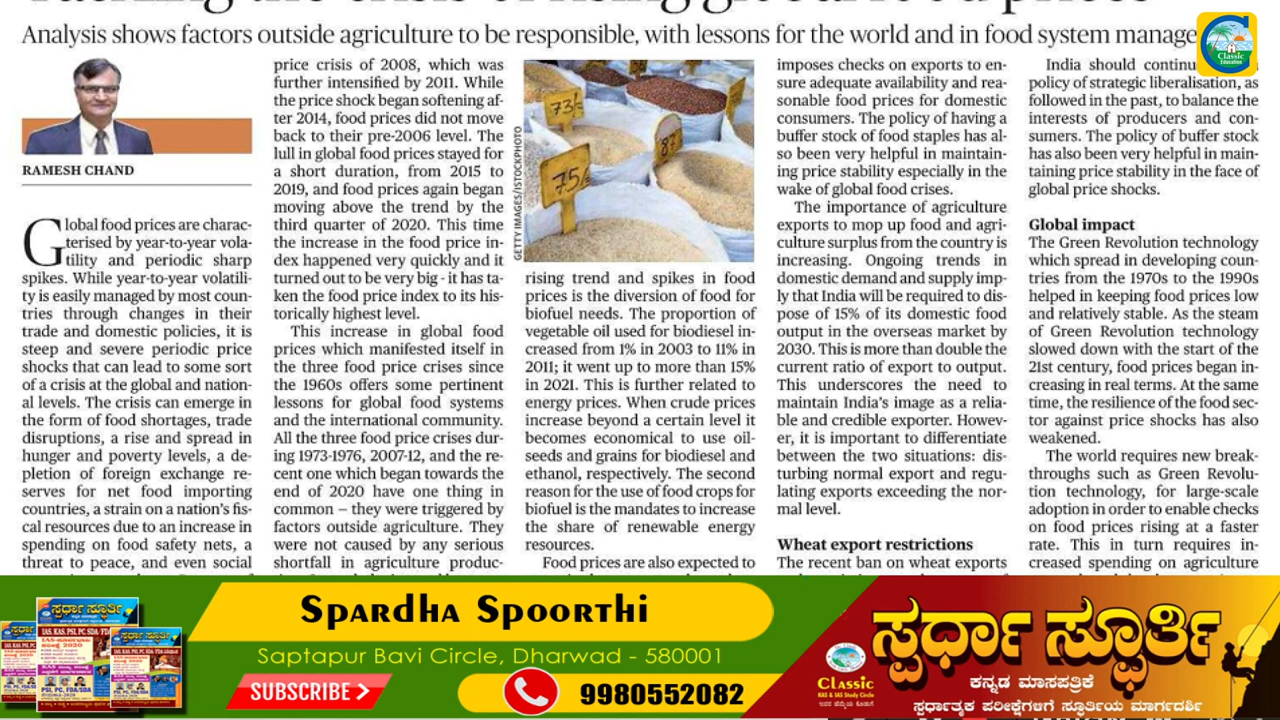 Tackling the crisis of rising global food prices
Analysis shows factors outside agriculture to be responsible, with lessons for the world and in food system manage
Classic
Education
RAMESH CHAND
Global food prices are charac-
terised by year-to-year vola-
tility and periodic sharp
spikes. While year-to-year volatili-
ty is easily managed by most coun-
tries through changes in their
trade and domestic policies, it is
steep and severe periodic price
shocks that can lead to some sort
of a crisis at the global and nation-
al levels. The crisis can emerge in
the form of food shortages, trade
disruptions, a rise and spread in
hunger and poverty levels, a de-
pletion of foreign exchange re-
serves for net food importing
countries, a strain on a nation's fis-
cal resources due to an increase in
spending on food safety nets, a
threat to peace, and even social
price crisis of 2008, which was
further intensified by 2011. While
the price shock began softening af-
ter 2014, food prices did not move
back to their pre-2006 level. The
lull in global food prices stayed for
a short duration, from 2015 to
2019, and food prices again began
moving above the trend by the
third quarter of 2020. This time
the increase in the food price in-
dex happened very quickly and it
turned out to be very big - it has ta-
ken the food price index to its his-
torically highest level.
This increase in global food
prices which manifested itself in
the three food price crises since
the 1960s offers some pertinent
lessons for global food systems
and the international community.
All the three food price crises dur-
ing 1973-1976, 2007-12, and the re-
cent one which began towards the
end of 2020 have one thing in
common – they were triggered by
factors outside agriculture. They
were not caused by any serious
shortfall in agriculture produc-
GETTY IMAGES/ISTOCKPHOTO
73/-
87
75/-
rising trend and spikes in food
prices is the diversion of food for
biofuel needs. The proportion of
vegetable oil used for biodiesel in-
creased from 1% in 2003 to 11% in
2011; it went up to more than 15%
in 2021. This is further related to
energy prices. When crude prices
increase beyond a certain level it
becomes economical to use oil-
seeds and grains for biodiesel and
ethanol, respectively. The second
reason for the use of food crops for
biofuel is the mandates to increase
the share of renewable energy
resources.
Food prices are also expected to
imposes checks on exports to en-
sure adequate availability and rea-
sonable food prices for domestic
consumers. The policy of having a
buffer stock of food staples has al-
so been very helpful in maintain-
ing price stability especially in the
wake of global food crises.
The importance of agriculture
exports to mop up food and agri-
culture surplus from the country is
increasing. Ongoing trends in
domestic demand and supply imp-
ly that India will be required to dis-
pose of 15% of its domestic food
output in the overseas market by
2030. This is more than double the
current ratio of export to output.
This underscores the need to
maintain India's image as a relia-
ble and credible exporter. Howev-
er, it is important to differentiate
between the two situations: dis-
turbing normal export and regu-
lating exports exceeding the nor-
mal level.
Wheat export restrictions
The recent ban on wheat exports
India should continu
policy of strategic liberalisation, as
followed in the past, to balance the
interests of producers and con-
sumers. The policy of buffer stock
has also been very helpful in main-
taining price stability in the face of
global price shocks.
Global impact
The Green Revolution technology
which spread in developing coun-
tries from the 1970s to the 1990s
helped in keeping food prices low
and relatively stable. As the steam
of Green Revolution technology
slowed down with the start of the
21st century, food prices began in-
creasing in real terms. At the same
time, the resilience of the food sec-
tor against price shocks has also
weakened.
The world requires new break-
throughs such as Green Revolu-
tion technology, for large-scale
adoption in order to enable checks
on food prices rising at a faster
rate. This in turn requires in-
creased spending on agriculture
Spardha Spoorthi
Saptapur Bavi Circle, Dharwad - 580001
SUBSCRIBE
9980552082
ಸ್ಪರ್ಧಾ ಸ್ಫೂರ್ತಿ
IAS, KAS, PSI, PC, SDA/FDA
PSI, PC, FDA/SDA
Classic
KAS & IAS Study Circle
ಸ್ಪರ್ಧಾ ಸ್ಫೂರ್ತಿ
ಕನ್ನಡ ಮಾಸಪತ್ರಿಕೆ
ಸ್ಪರ್ಧಾತ್ಮಕ ಪರೀಕ್ಷೆಗಳಿಗೆ ಸ್ಫೂರ್ತಿಯ ಮಾರ್ಗದರ್ಶಿ